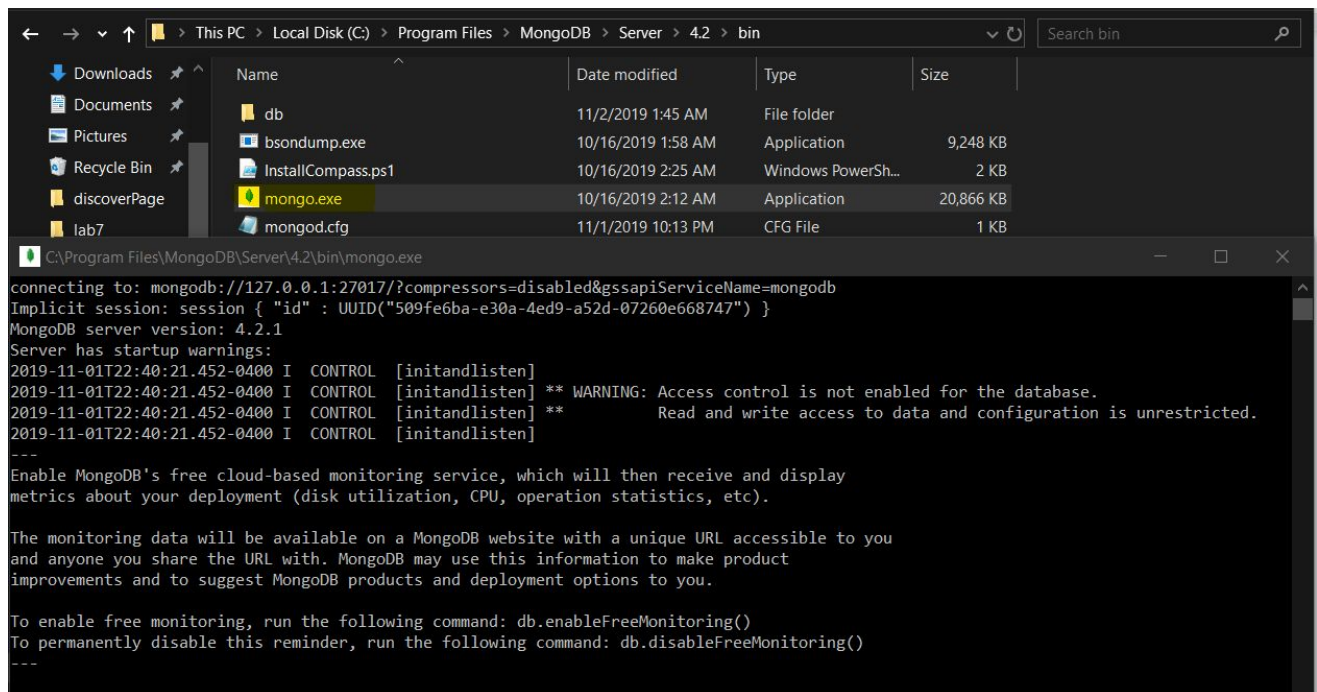 This PC > Local Disk (C:) > Program Files > MongoDB > Server > 4.2 > bin
Search bin
Downloads
Documents
Pictures
Recycle Bin
discoverPage
lab7
Name Date modified Type Size
db 11/2/2019 1:45 AM File folder
bsondump.exe 10/16/2019 1:58 AM Application 9,248 KB
InstallCompass.ps1 10/16/2019 2:25 AM Windows PowerSh... 2 KB
mongo.exe 10/16/2019 2:12 AM Application 20,866 KB
mongod.cfg 11/1/2019 10:13 PM CFG File 1 KB
C:\Program Files\MongoDB\Server\4.2\bin\mongo.exe
connecting to: mongodb://127.0.0.1:27017/?compressors=disabled&gssapiServiceName=mongodb
Implicit session: session { "id" : UUID("509fe6ba-e30a-4ed9-a52d-07260e668747") }
MongoDB server version: 4.2.1
Server has startup warnings:
2019-11-01T22:40:21.452-0400 I  CONTROL  [initandlisten]
2019-11-01T22:40:21.452-0400 I  CONTROL  [initandlisten] ** WARNING: Access control is not enabled for the database.
2019-11-01T22:40:21.452-0400 I  CONTROL  [initandlisten] **          Read and write access to data and configuration is unrestricted.
2019-11-01T22:40:21.452-0400 I  CONTROL  [initandlisten]
---
Enable MongoDB's free cloud-based monitoring service, which will then receive and display
metrics about your deployment (disk utilization, CPU, operation statistics, etc).
The monitoring data will be available on a MongoDB website with a unique URL accessible to you
and anyone you share the URL with. MongoDB may use this information to make product
improvements and to suggest MongoDB products and deployment options to you.
To enable free monitoring, run the following command: db.enableFreeMonitoring()
To permanently disable this reminder, run the following command: db.disableFreeMonitoring()
---